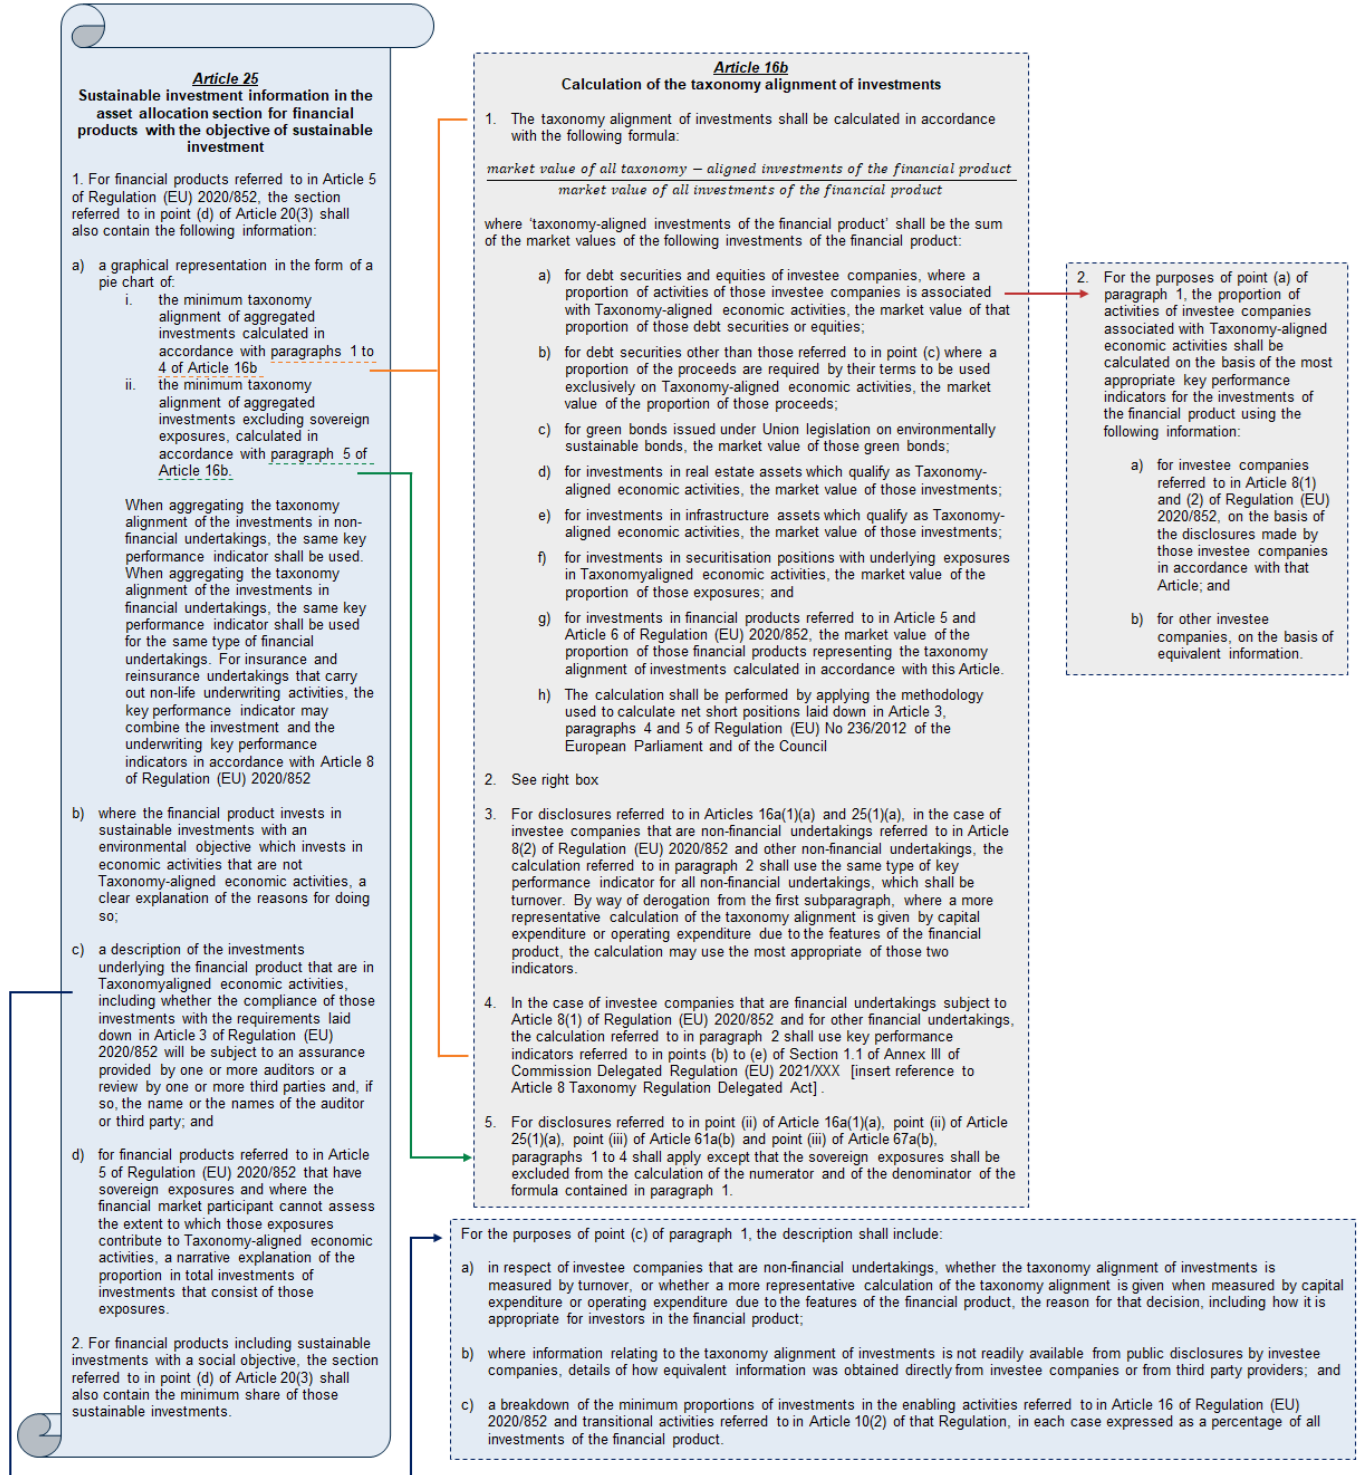 Article 25
Sustainable investment information in the
asset allocation section for financial
products with the objective of sustainable
investment
1. For financial products referred to in Article 5
of Regulation (EU) 2020/852, the section
referred to in point (d) of Article 20(3) shall
also contain the following information:
a) a graphical representation in the form of a
pie chart of:
i. the minimum taxonomy
alignment of aggregated
investments calculated in
accordance with paragraphs 1 to
4 of Article 16b
ii. the minimum taxonomy
alignment of aggregated
investments excluding sovereign
exposures, calculated in
accordance with paragraph 5 of
Article 16b.
When aggregating the taxonomy
alignment of the investments in non-
financial undertakings, the same key
performance indicator shall be used.
When aggregating the taxonomy
alignment of the investments in
financial undertakings, the same key
performance indicator shall be used
for the same type of financial
undertakings. For insurance and
reinsurance undertakings that carry
out non-life underwriting activities, the
key performance indicator may
combine the investment and the
underwriting key performance
indicators in accordance with Article 8
of Regulation (EU) 2020/852
b) where the financial product invests in
sustainable investments with an
environmental objective which invests in
economic activities that are not
Taxonomy-aligned economic activities, a
clear explanation of the reasons for doing
so;
c) a description of the investments
underlying the financial product that are in
Taxonomyaligned economic activities,
including whether the compliance of those
investments with the requirements laid
down in Article 3 of Regulation (EU)
2020/852 will be subject to an assurance
provided by one or more auditors or a
review by one or more third parties and, if
so, the name or the names of the auditor
or third party; and
d) for financial products referred to in Article
5 of Regulation (EU) 2020/852 that have
sovereign exposures and where the
financial market participant cannot assess
the extent to which those exposures
contribute to Taxonomy-aligned economic
activities, a narrative explanation of the
proportion in total investments of
investments that consist of those
exposures.
2. For financial products including sustainable
investments with a social objective, the section
referred to in point (d) of Article 20(3) shall
also contain the minimum share of those
sustainable investments.
Article 16b
Calculation of the taxonomy alignment of investments
1. The taxonomy alignment of investments shall be calculated in accordance
with the following formula:
market value of all taxonomy − aligned investments of the financial product
market value of all investments of the financial product
where 'taxonomy-aligned investments of the financial product' shall be the sum
of the market values of the following investments of the financial product:
a) for debt securities and equities of investee companies, where a
proportion of activities of those investee companies is associated
with Taxonomy-aligned economic activities, the market value of that
proportion of those debt securities or equities;
b) for debt securities other than those referred to in point (c) where a
proportion of the proceeds are required by their terms to be used
exclusively on Taxonomy-aligned economic activities, the market
value of the proportion of those proceeds;
c) for green bonds issued under Union legislation on environmentally
sustainable bonds, the market value of those green bonds;
d) for investments in real estate assets which qualify as Taxonomy-
aligned economic activities, the market value of those investments;
e) for investments in infrastructure assets which qualify as Taxonomy-
aligned economic activities, the market value of those investments;
f) for investments in securitisation positions with underlying exposures
in Taxonomyaligned economic activities, the market value of the
proportion of those exposures; and
g) for investments in financial products referred to in Article 5 and
Article 6 of Regulation (EU) 2020/852, the market value of the
proportion of those financial products representing the taxonomy
alignment of investments calculated in accordance with this Article.
h) The calculation shall be performed by applying the methodology
used to calculate net short positions laid down in Article 3,
paragraphs 4 and 5 of Regulation (EU) No 236/2012 of the
European Parliament and of the Council
2. See right box
3. For disclosures referred to in Articles 16a(1)(a) and 25(1)(a), in the case of
investee companies that are non-financial undertakings referred to in Article
8(2) of Regulation (EU) 2020/852 and other non-financial undertakings, the
calculation referred to in paragraph 2 shall use the same type of key
performance indicator for all non-financial undertakings, which shall be
turnover. By way of derogation from the first subparagraph, where a more
representative calculation of the taxonomy alignment is given by capital
expenditure or operating expenditure due to the features of the financial
product, the calculation may use the most appropriate of those two
indicators.
4. In the case of investee companies that are financial undertakings subject to
Article 8(1) of Regulation (EU) 2020/852 and for other financial undertakings,
the calculation referred to in paragraph 2 shall use key performance
indicators referred to in points (b) to (e) of Section 1.1 of Annex III of
Commission Delegated Regulation (EU) 2021/XXX [insert reference to
Article 8 Taxonomy Regulation Delegated Act] .
5. For disclosures referred to in point (ii) of Article 16a(1)(a), point (ii) of Article
25(1)(a), point (iii) of Article 61a(b) and point (iii) of Article 67a(b),
paragraphs 1 to 4 shall apply except that the sovereign exposures shall be
excluded from the calculation of the numerator and of the denominator of the
formula contained in paragraph 1.
2. For the purposes of point (a) of
paragraph 1, the proportion of
activities of investee companies
associated with Taxonomy-aligned
economic activities shall be
calculated on the basis of the most
appropriate key performance
indicators for the investments of
the financial product using the
following information:
a) for investee companies
referred to in Article 8(1)
and (2) of Regulation (EU)
2020/852, on the basis of
the disclosures made by
those investee companies
in accordance with that
Article; and
b) for other investee
companies, on the basis of
equivalent information.
For the purposes of point (c) of paragraph 1, the description shall include:
a) in respect of investee companies that are non-financial undertakings, whether the taxonomy alignment of investments is
measured by turnover, or whether a more representative calculation of the taxonomy alignment is given when measured by capital
expenditure or operating expenditure due to the features of the financial product, the reason for that decision, including how it is
appropriate for investors in the financial product;
b) where information relating to the taxonomy alignment of investments is not readily available from public disclosures by investee
companies, details of how equivalent information was obtained directly from investee companies or from third party providers; and
c) a breakdown of the minimum proportions of investments in the enabling activities referred to in Article 16 of Regulation (EU)
2020/852 and transitional activities referred to in Article 10(2) of that Regulation, in each case expressed as a percentage of all
investments of the financial product.